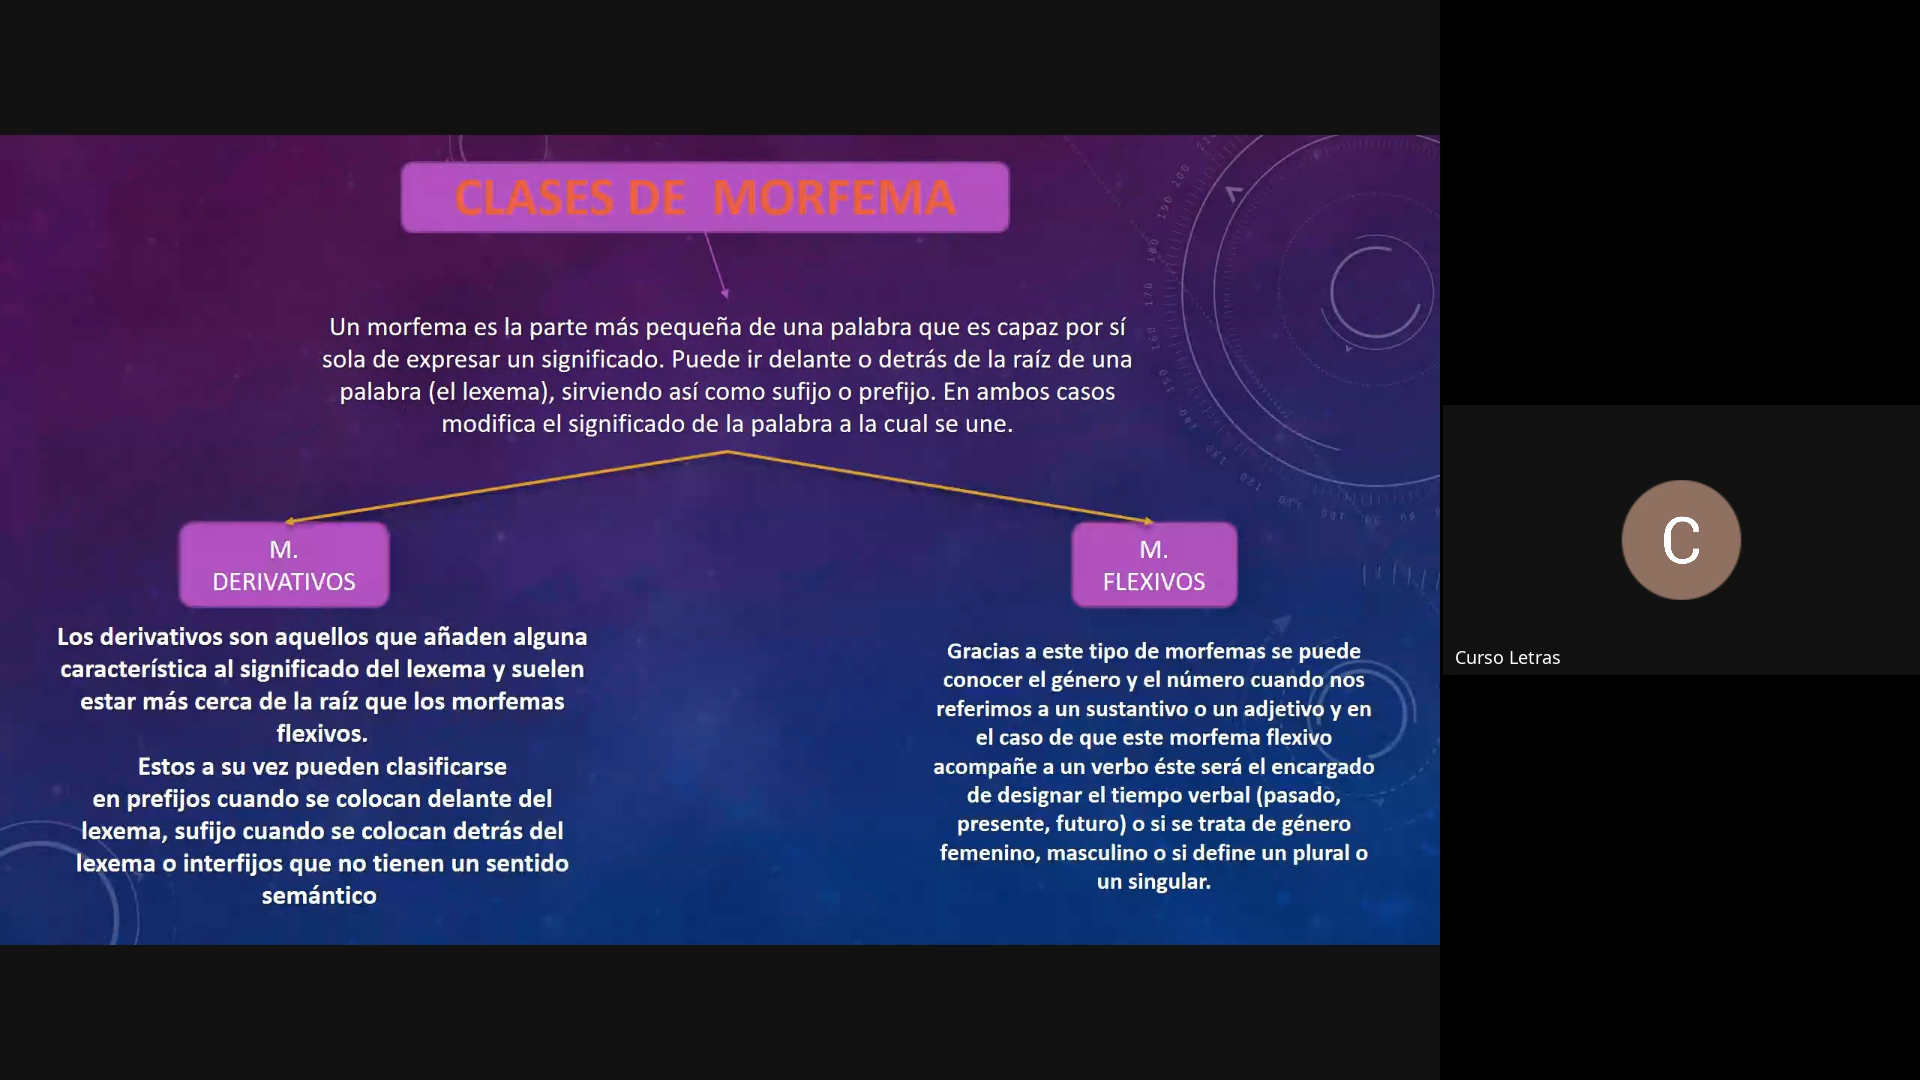 CLASES DE MORFEMA
Un morfema es la parte más pequeña de una palabra que es capaz por sí
sola de expresar un significado. Puede ir delante o detrás de la raíz de una
palabra (el lexema), sirviendo así como sufijo o prefijo. En ambos casos
modifica el significado de la palabra a la cual se une.
M.
DERIVATIVOS
Los derivativos son aquellos que añaden alguna
característica al significado del lexema y suelen
estar más cerca de la raíz que los morfemas
flexivos.
Estos a su vez pueden clasificarse
en prefijos cuando se colocan delante del
lexema, sufijo cuando se colocan detrás del
lexema o interfijos que no tienen un sentido
semántico
M.
FLEXIVOS
Gracias a este tipo de morfemas se puede
conocer el género y el número cuando nos
referimos a un sustantivo o un adjetivo y en
el caso de que este morfema flexivo
acompañe a un verbo éste será el encargado
de designar el tiempo verbal (pasado,
presente, futuro) o si se trata de género
femenino, masculino o si define un plural o
un singular.
C
Curso Letras